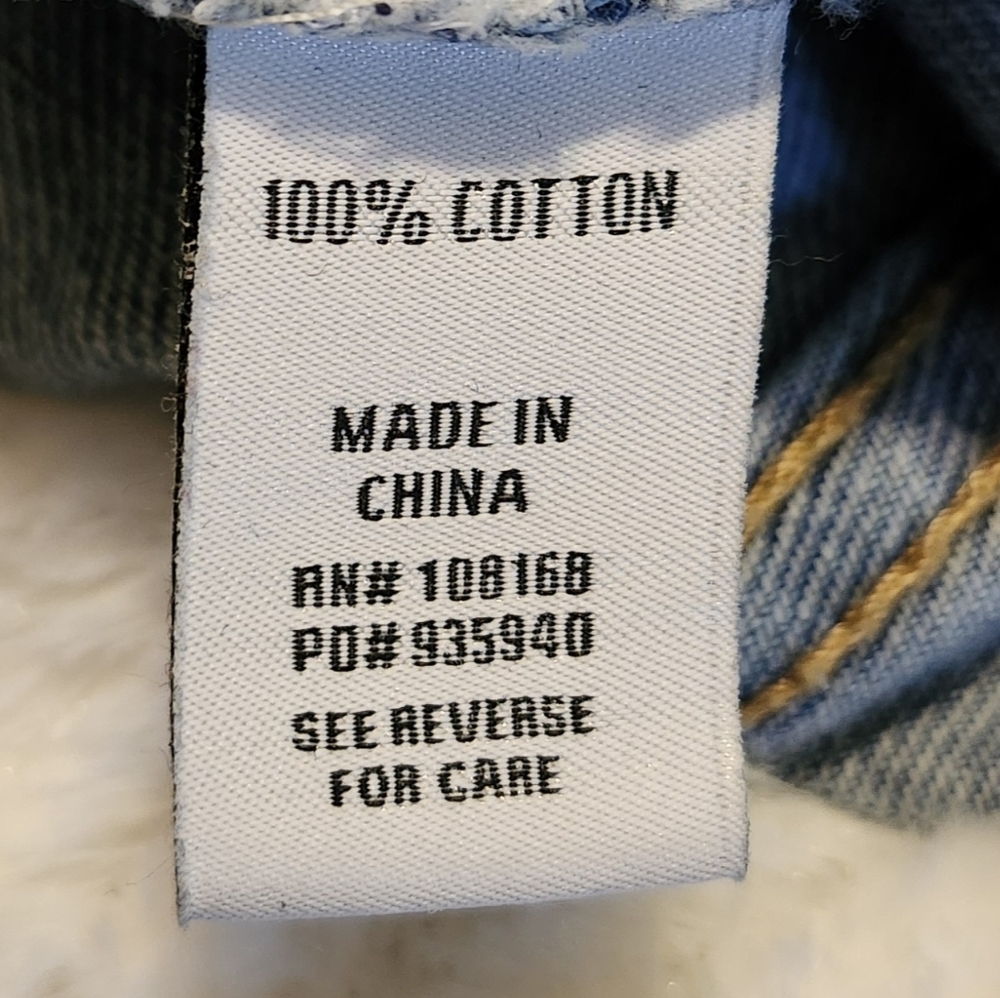 100% COTTON
MADE IN
CHINA
RN# 108168
PO# 935940
SEE REVERSE
FOR CARE